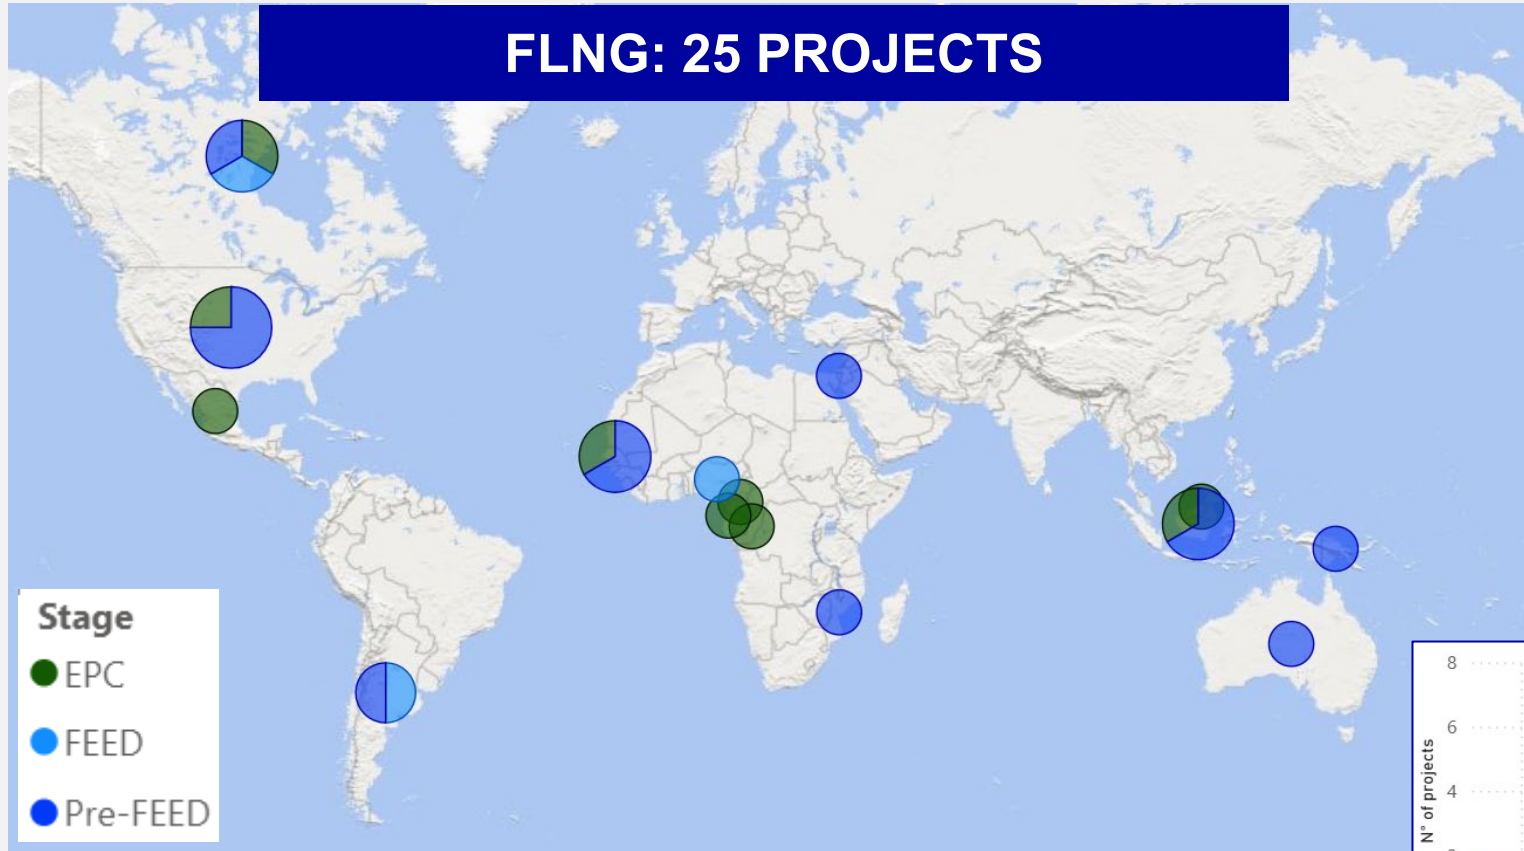 FLNG: 25 PROJECTS
Stage
EPC
FEED
Pre-FEED
8
6
4
N° of projects